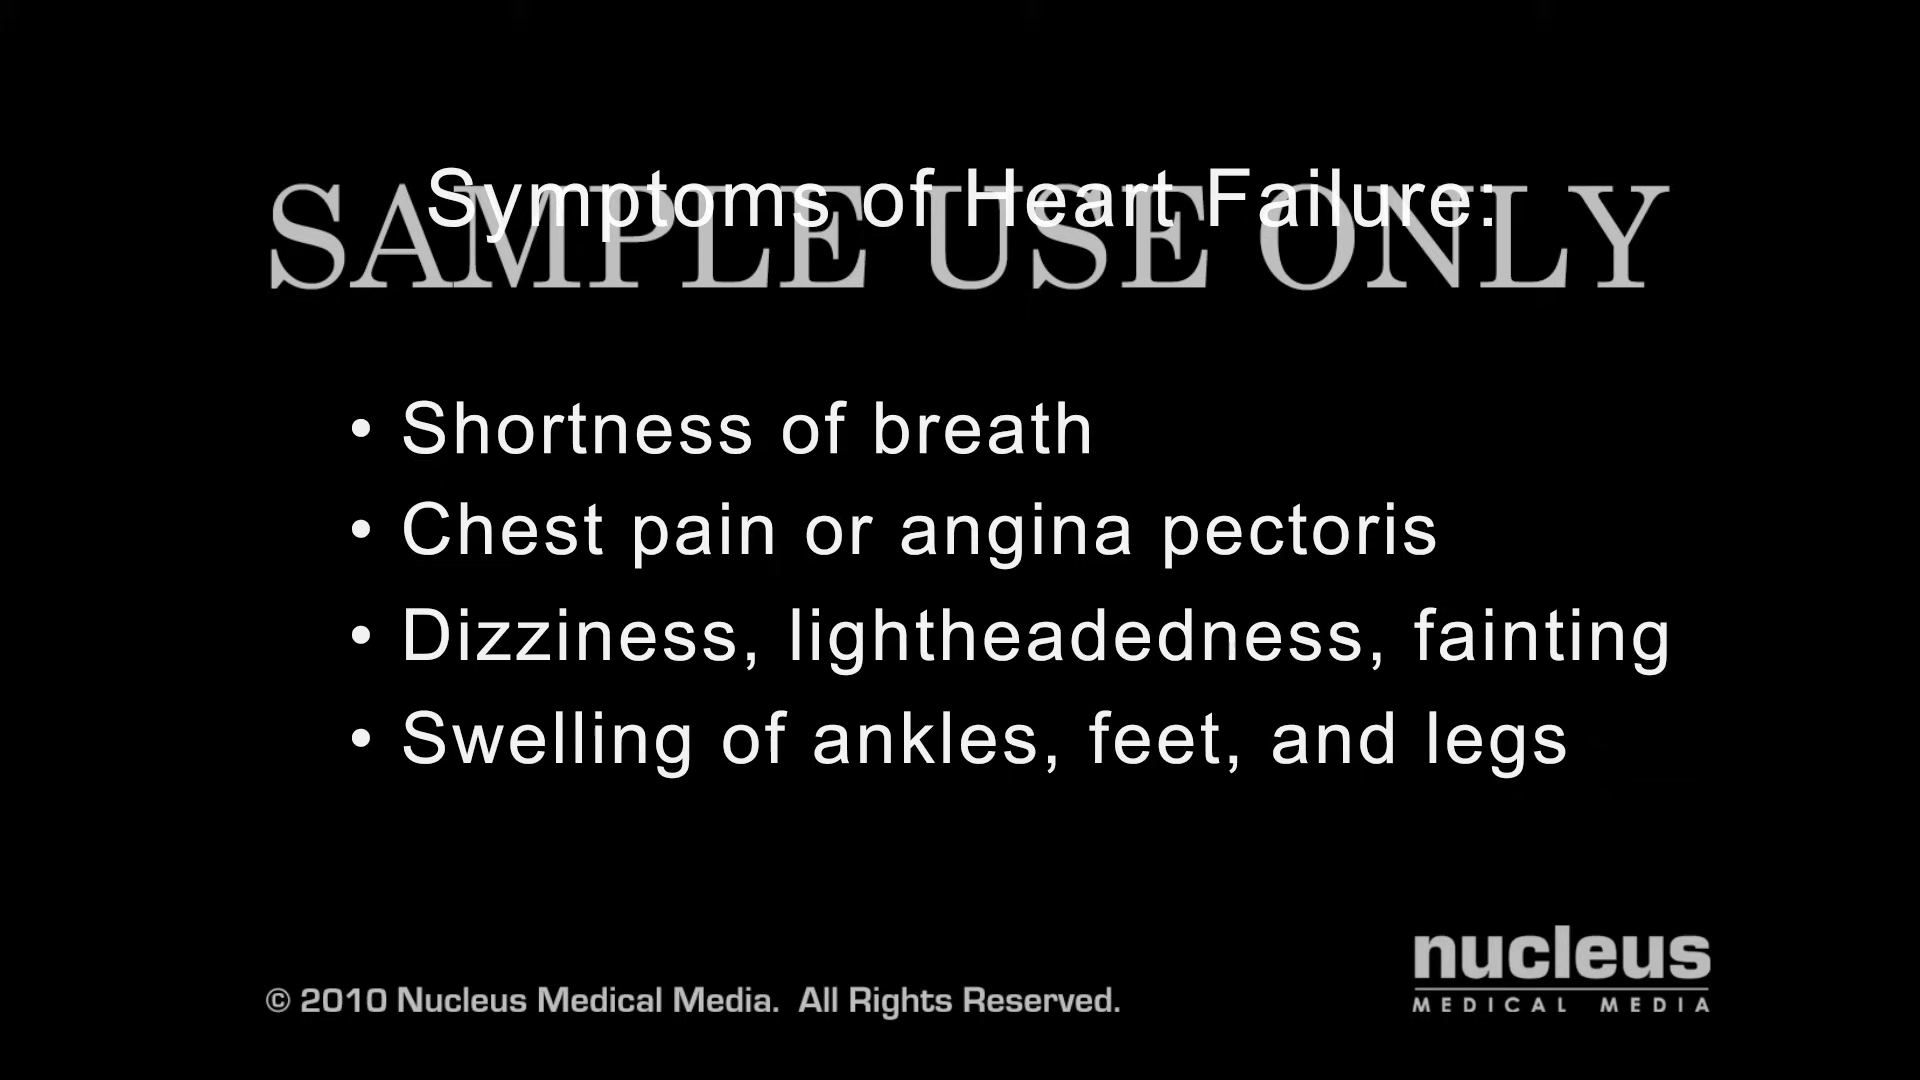 Symptoms of Heart Failure:
SAMPLE USE ONLY
• Shortness of breath
• Chest pain or angina pectoris
• Dizziness, lightheadedness, fainting
• Swelling of ankles, feet, and legs
nucleus
MEDICAL MEDIA
© 2010 Nucleus Medical Media. All Rights Reserved.